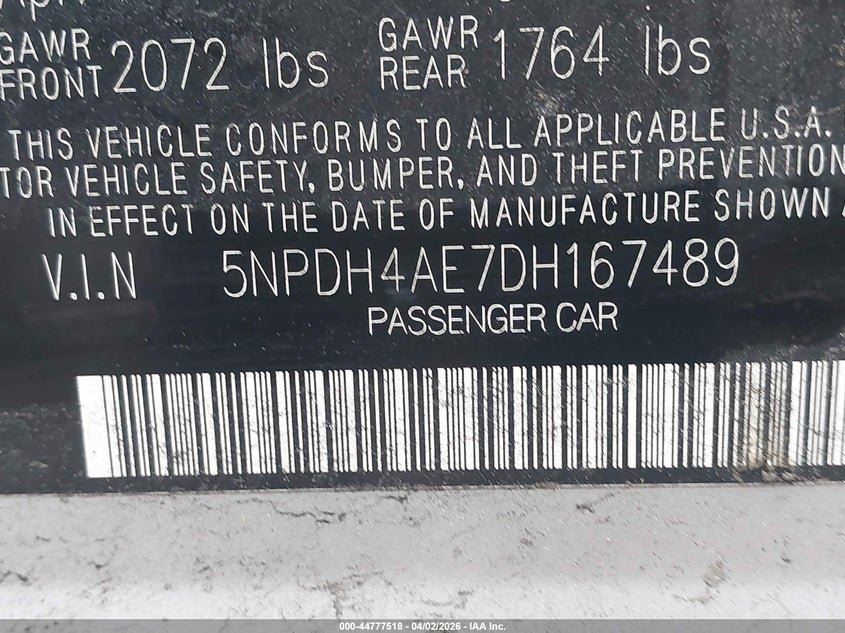 GAWR FRONT 2072 lbs GAWR REAR 1764 lbs
THIS VEHICLE CONFORMS TO ALL APPLICABLE U.S.A.
TOR VEHICLE SAFETY, BUMPER, AND THEFT PREVENTION
IN EFFECT ON THE DATE OF MANUFACTURE SHOWN
V.I.N 5NPDH4AE7DH167489
PASSENGER CAR
000-44777518 - 04/02/2026 - IAA Inc.